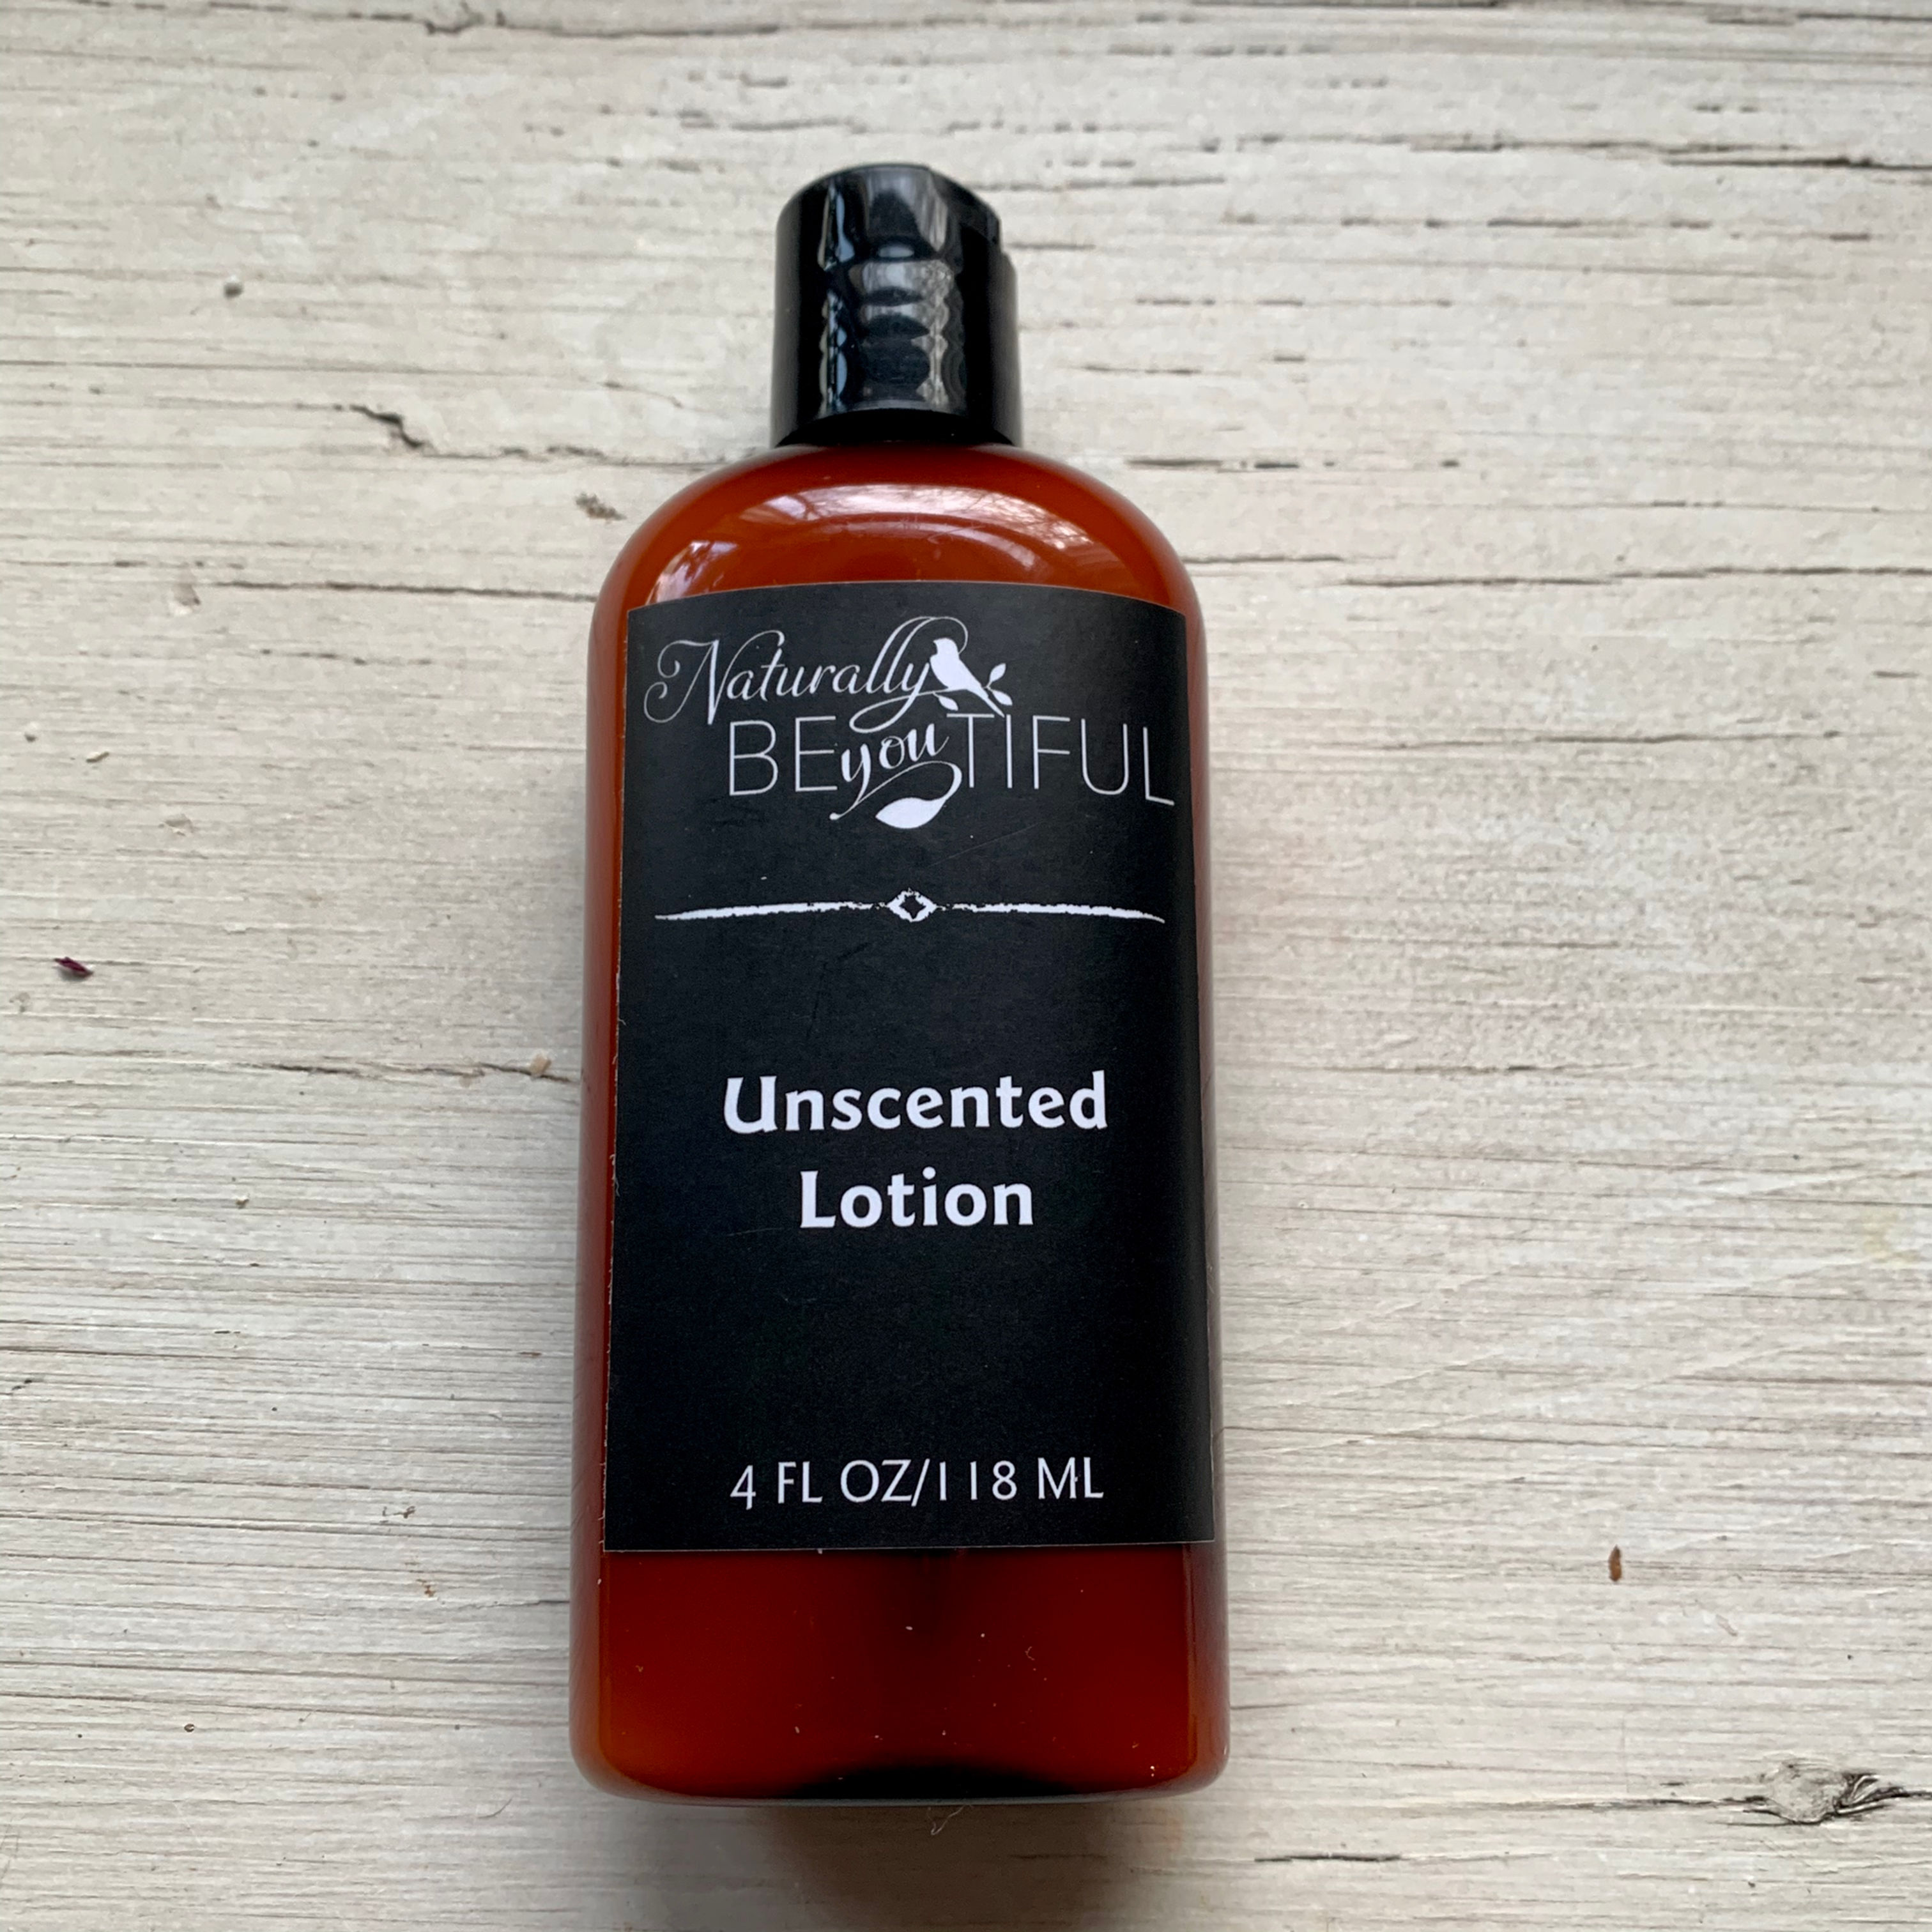 Naturally
BEyouTIFUL
Unscented
Lotion
4 FL OZ/118 ML